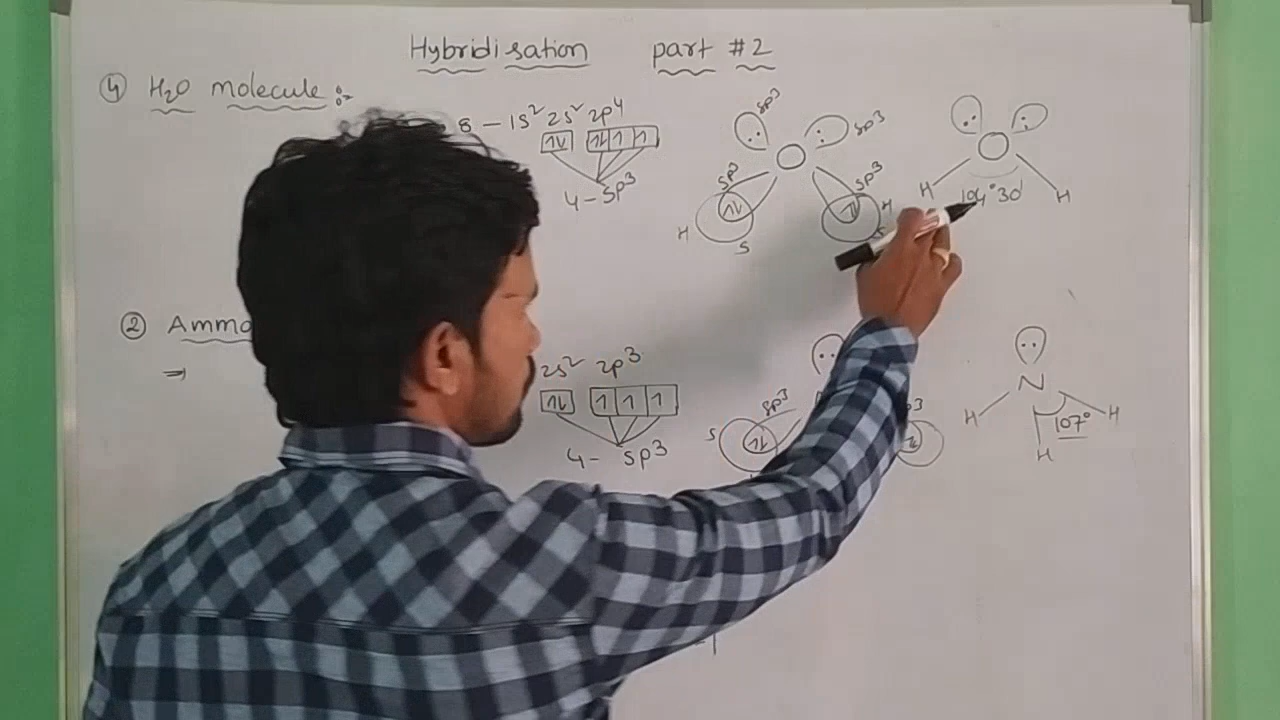 Hybridisation part #2
④ H₂O molecule :-
8 – 1s² 2s² 2p⁴
4 – sp³
sp³ sp³
sp³ sp³
H S H
H 104°30' H
② Ammo
⇒ 2s² 2p³
4 – sp³
S sp³ p3
N
H H
H
107°